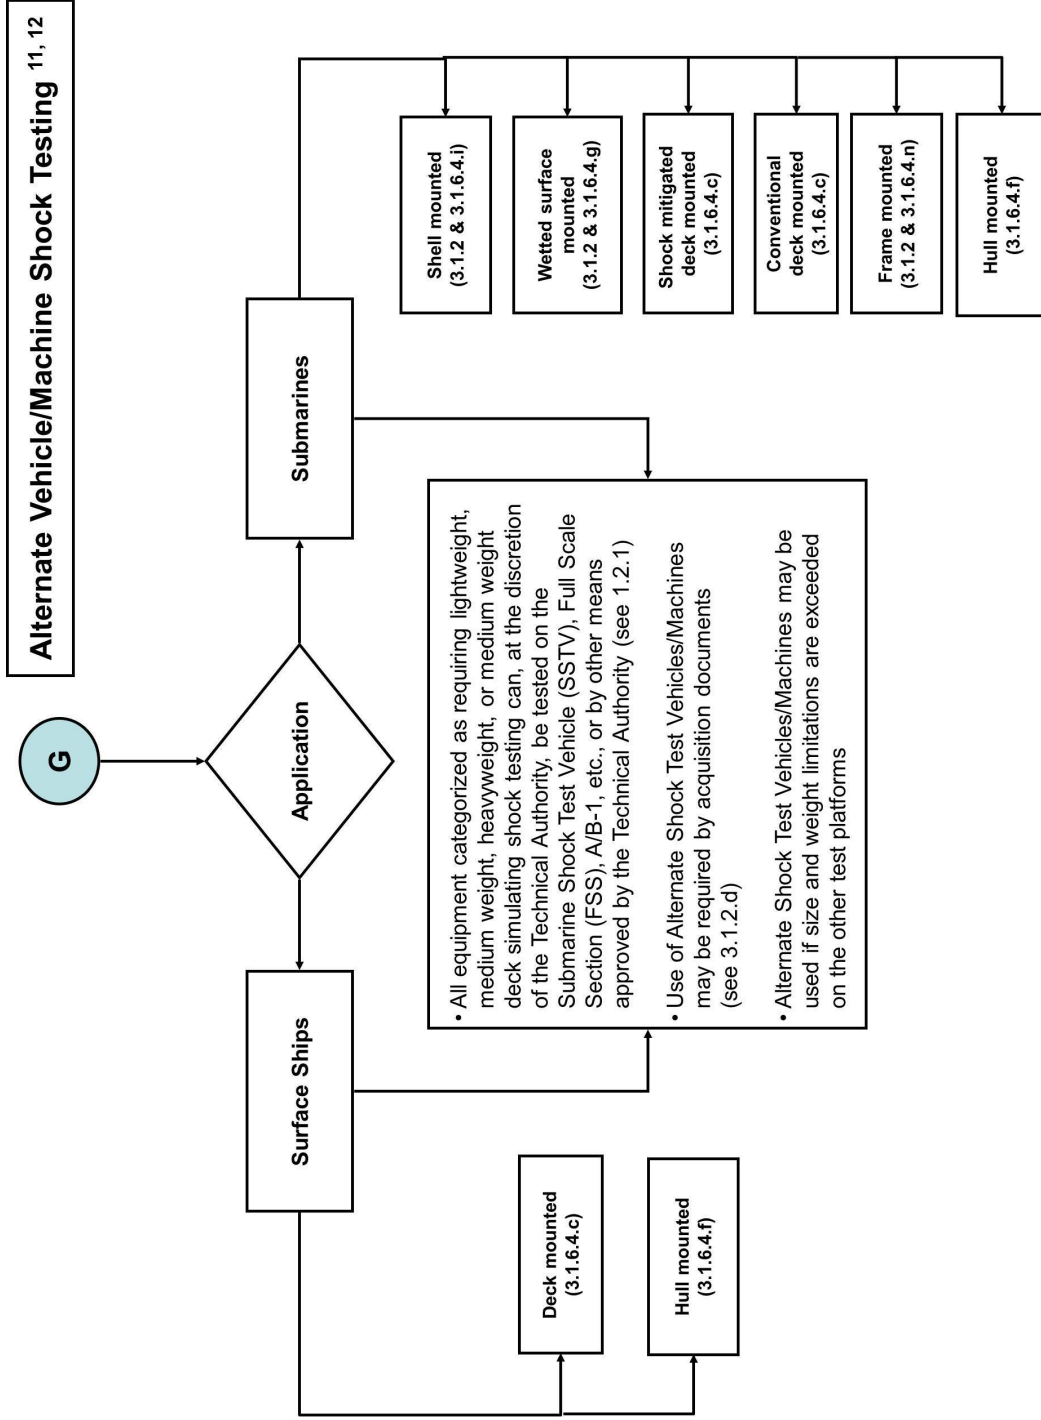 Alternate Vehicle/Machine Shock Testing 11, 12
G
Application
Surface Ships
Submarines
Deck mounted
(3.1.6.4.c)
Hull mounted
(3.1.6.4.f)
• All equipment categorized as requiring lightweight,
medium weight, heavyweight, or medium weight
deck simulating shock testing can, at the discretion
of the Technical Authority, be tested on the
Submarine Shock Test Vehicle (SSTV), Full Scale
Section (FSS), A/B-1, etc., or by other means
approved by the Technical Authority (see 1.2.1)
• Use of Alternate Shock Test Vehicles/Machines
may be required by acquisition documents
(see 3.1.2.d)
• Alternate Shock Test Vehicles/Machines may be
used if size and weight limitations are exceeded
on the other test platforms
Shell mounted
(3.1.2 & 3.1.6.4.i)
Wetted surface
mounted
(3.1.2 & 3.1.6.4.g)
Shock mitigated
deck mounted
(3.1.6.4.c)
Conventional
deck mounted
(3.1.6.4.c)
Frame mounted
(3.1.2 & 3.1.6.4.n)
Hull mounted
(3.1.6.4.f)